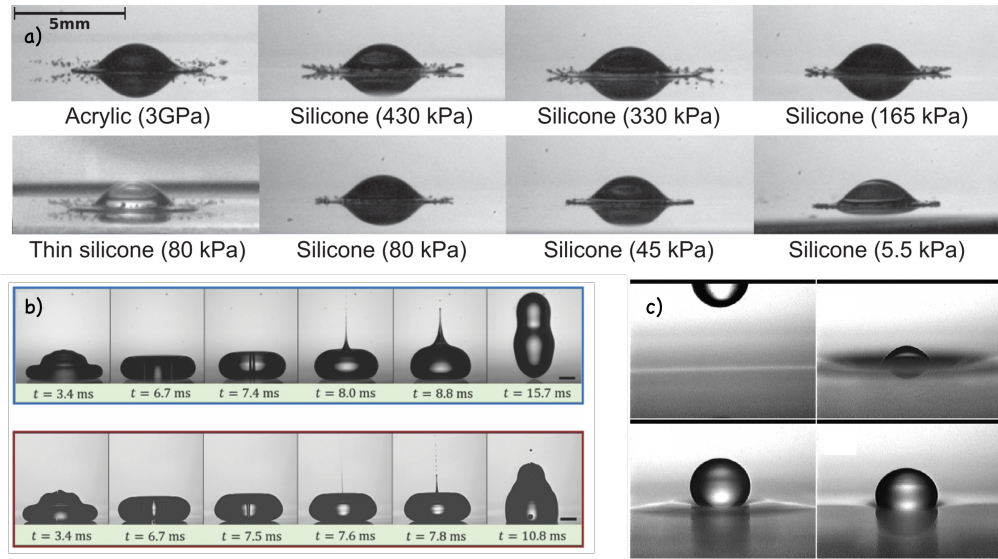 5mm
a)
Acrylic (3GPa) Silicone (430 kPa) Silicone (330 kPa) Silicone (165 kPa)
Thin silicone (80 kPa) Silicone (80 kPa) Silicone (45 kPa) Silicone (5.5 kPa)
b)
t = 3.4 ms t = 6.7 ms t = 7.4 ms t = 8.0 ms t = 8.8 ms t = 15.7 ms
t = 3.4 ms t = 6.7 ms t = 7.5 ms t = 7.6 ms t = 7.8 ms t = 10.8 ms
c)